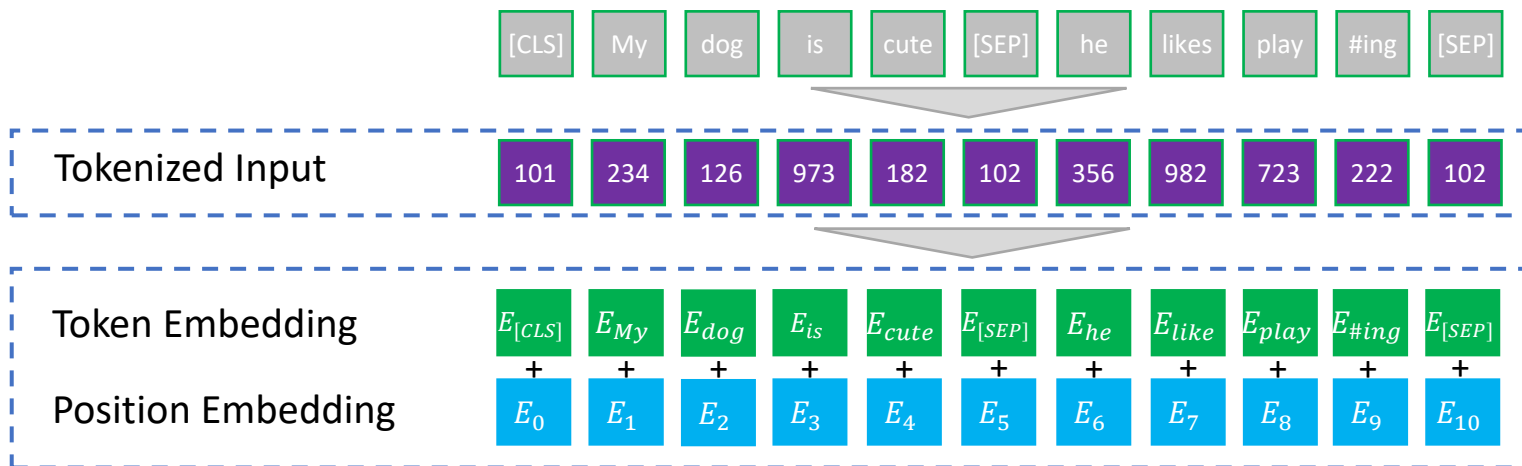 [CLS] My dog is cute [SEP] he likes play #ing [SEP]
Tokenized Input 101 234 126 973 182 102 356 982 723 222 102
Token Embedding E[CLS] EMy Edog Eis Ecute E[SEP] Ehe Elike Eplay E#ing E[SEP]
+ + + + + + + + + + +
Position Embedding E0 E1 E2 E3 E4 E5 E6 E7 E8 E9 E10